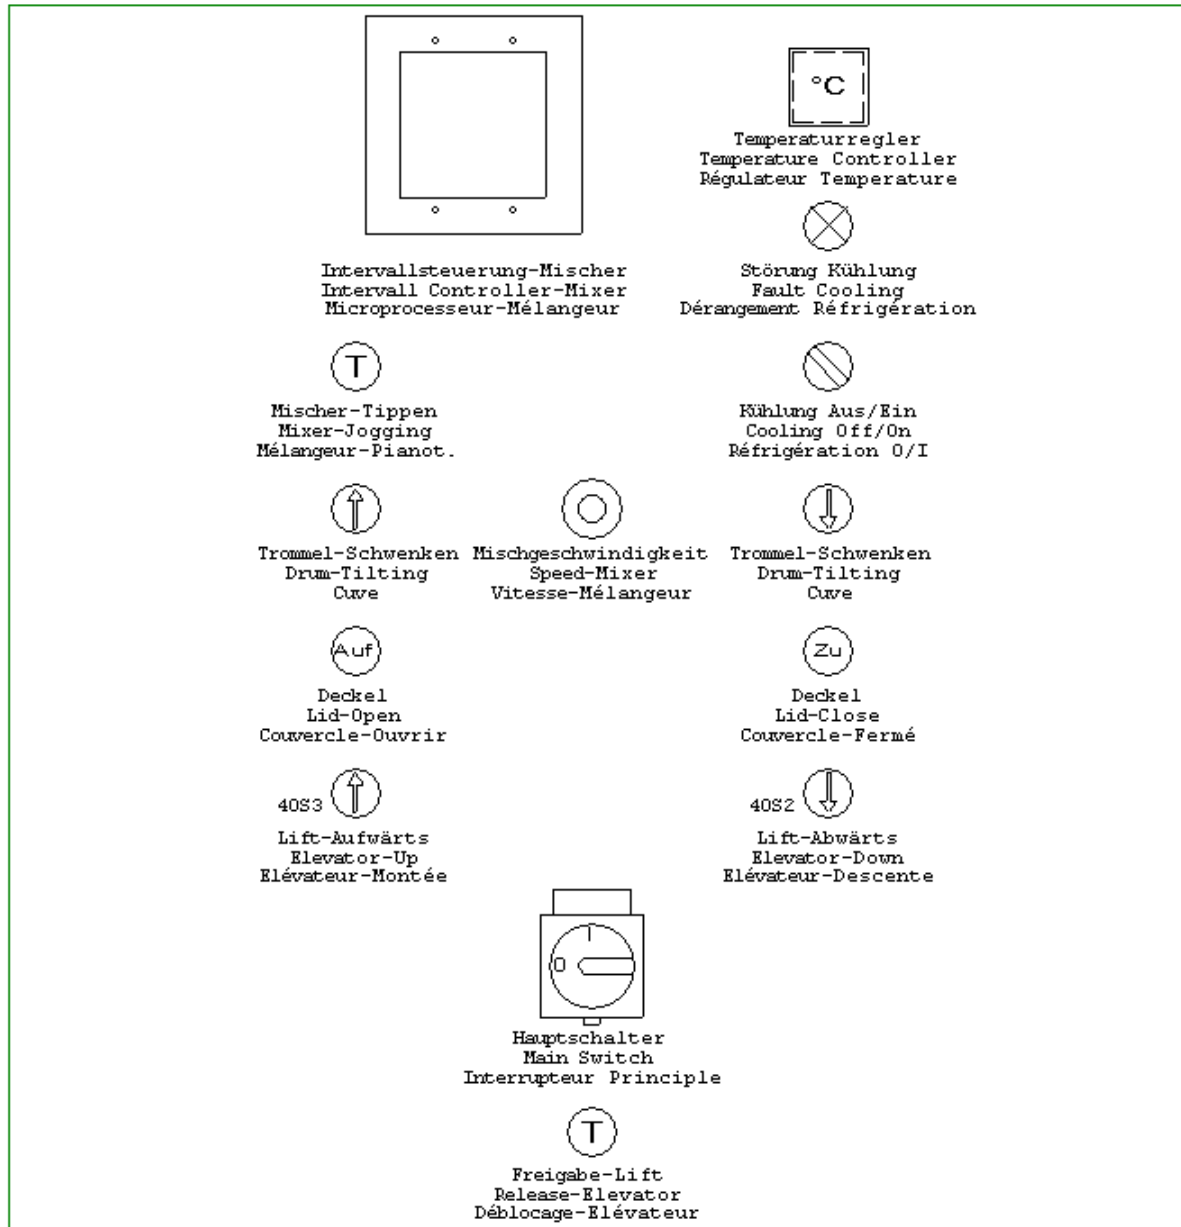 °C
Temperaturregler
Temperature Controller
Régulateur Temperature
Intervallsteuerung-Mischer
Intervall Controller-Mixer
Microprocesseur-Mélangeur
Störung Kühlung
Fault Cooling
Dérangement Réfrigération
T
Mischer-Tippen
Mixer-Jogging
Mélangeur-Pianot.
Kühlung Aus/Ein
Cooling Off/On
Réfrigération O/I
Trommel-Schwenken
Drum-Tilting
Cuve
Mischgeschwindigkeit
Speed-Mixer
Vitesse-Mélangeur
Trommel-Schwenken
Drum-Tilting
Cuve
Auf
Deckel
Lid-Open
Couvercle-Ouvrir
Zu
Deckel
Lid-Close
Couvercle-Fermé
40S3
Lift-Aufwärts
Elevator-Up
Elévateur-Montée
40S2
Lift-Abwärts
Elevator-Down
Elévateur-Descente
I
O
Hauptschalter
Main Switch
Interrupteur Principle
T
Freigabe-Lift
Release-Elevator
Déblocage-Elévateur